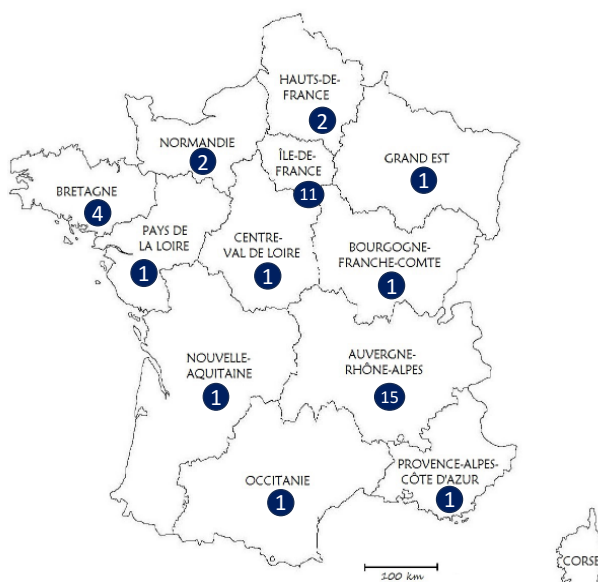 HAUTS-DE-
FRANCE
2
NORMANDIE
2
ÎLE-DE-
FRANCE
11
GRAND EST
1
BRETAGNE
4
PAYS DE
LA LOIRE
1
CENTRE-
VAL DE LOIRE
1
BOURGOGNE-
FRANCHE-COMTE
1
NOUVELLE-
AQUITAINE
1
AUVERGNE-
RHÔNE-ALPES
15
OCCITANIE
1
PROVENCE-ALPES-
CÔTE D'AZUR
1
CORSE
100 km